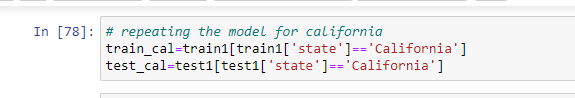 In [78]: # repeating the model for california
train_cal=train1[train1['state']=='California']
test_cal=test1[test1['state']=='California']